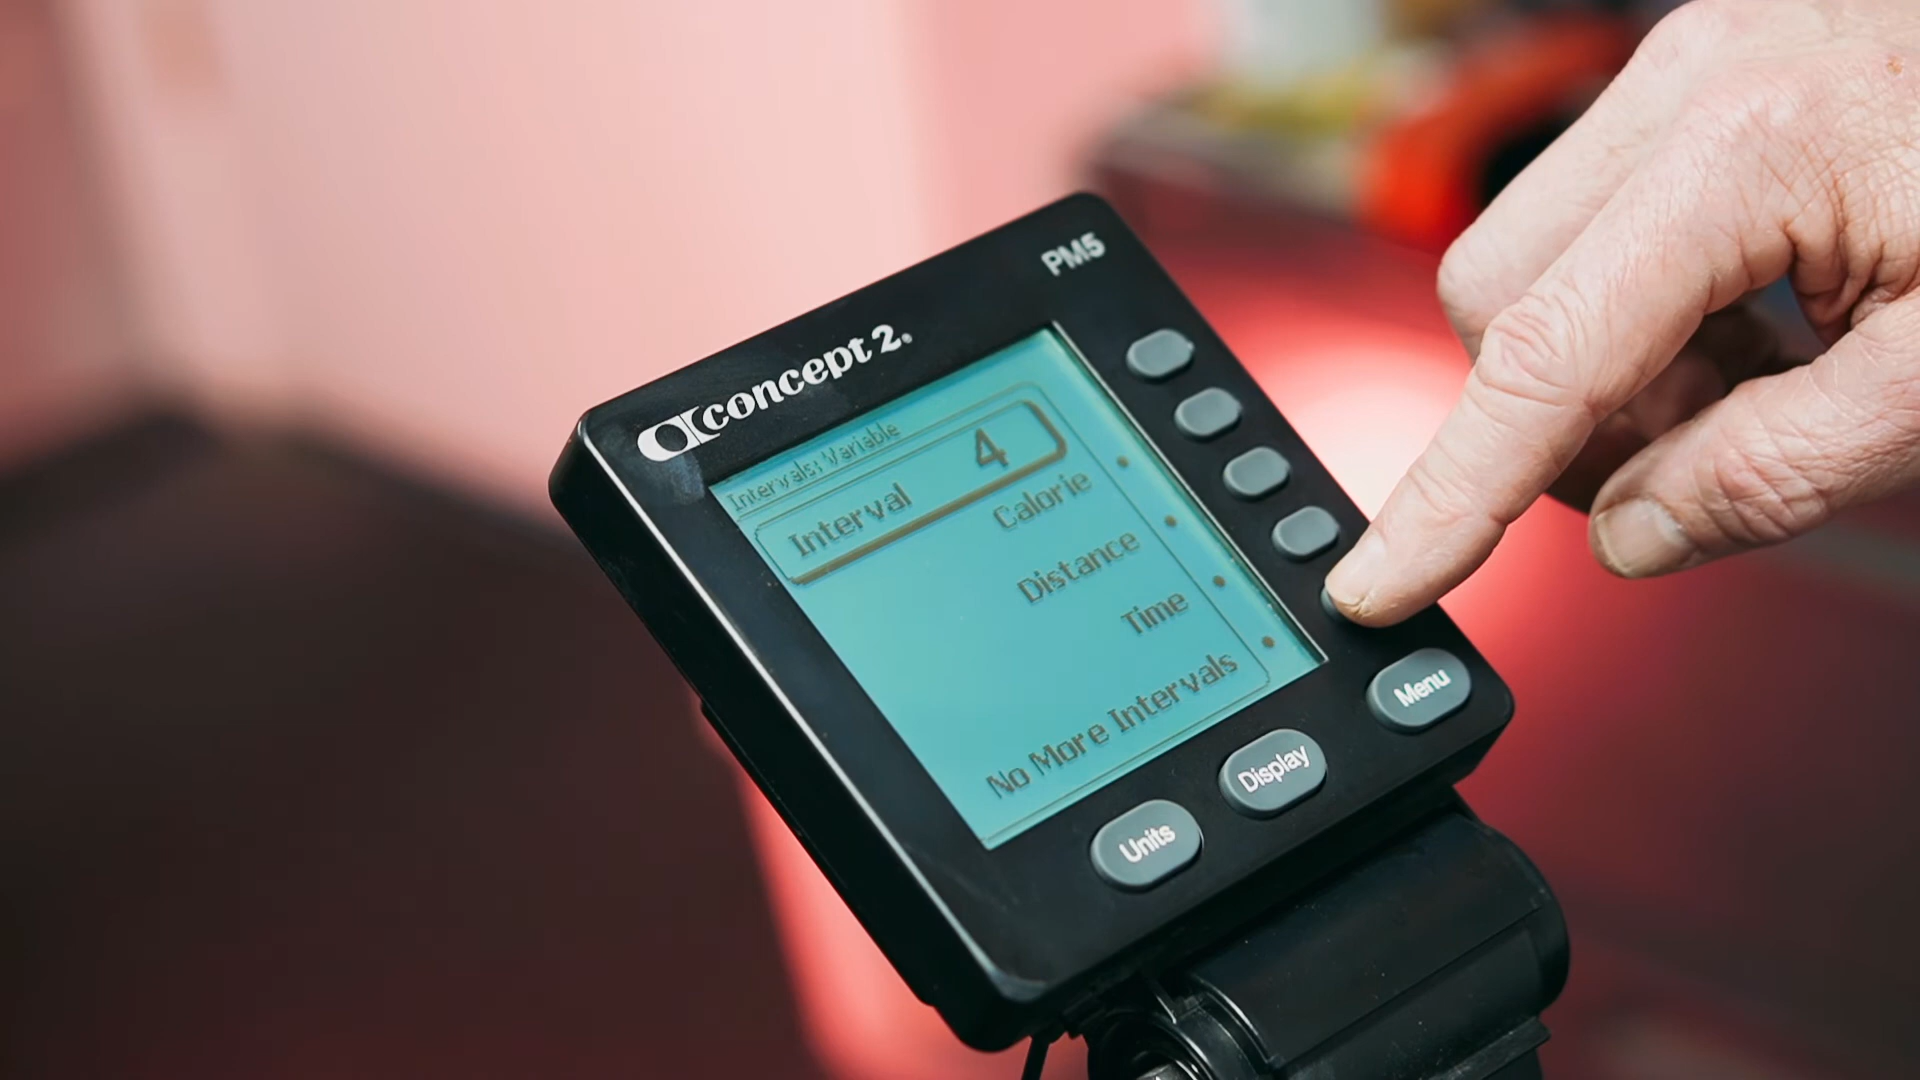 PM5
concept 2.
Intervals: Variable
Interval 4
Calorie
Distance
Time
No More Intervals
Menu
Display
Units